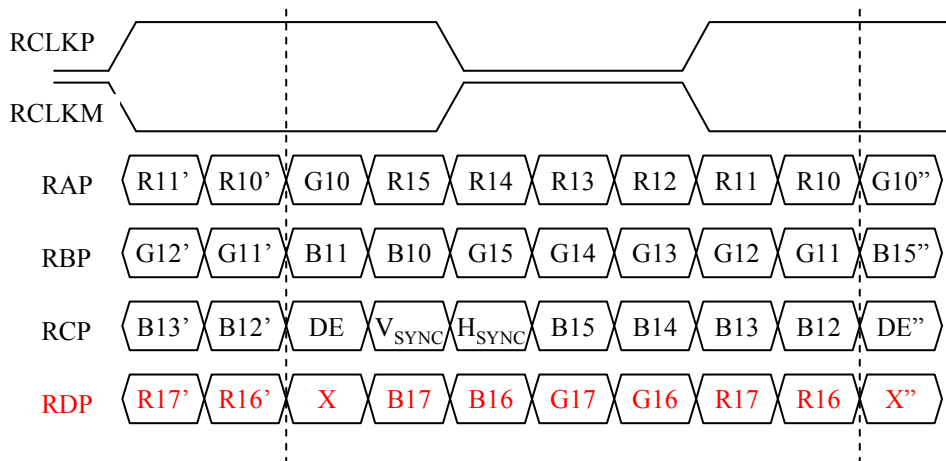 RCLKP
RCLKM
RAP R11’ R10’ G10 R15 R14 R13 R12 R11 R10 G10”
RBP G12’ G11’ B11 B10 G15 G14 G13 G12 G11 B15”
RCP B13’ B12’ DE VSYNC HSYNC B15 B14 B13 B12 DE”
RDP R17’ R16’ X B17 B16 G17 G16 R17 R16 X”